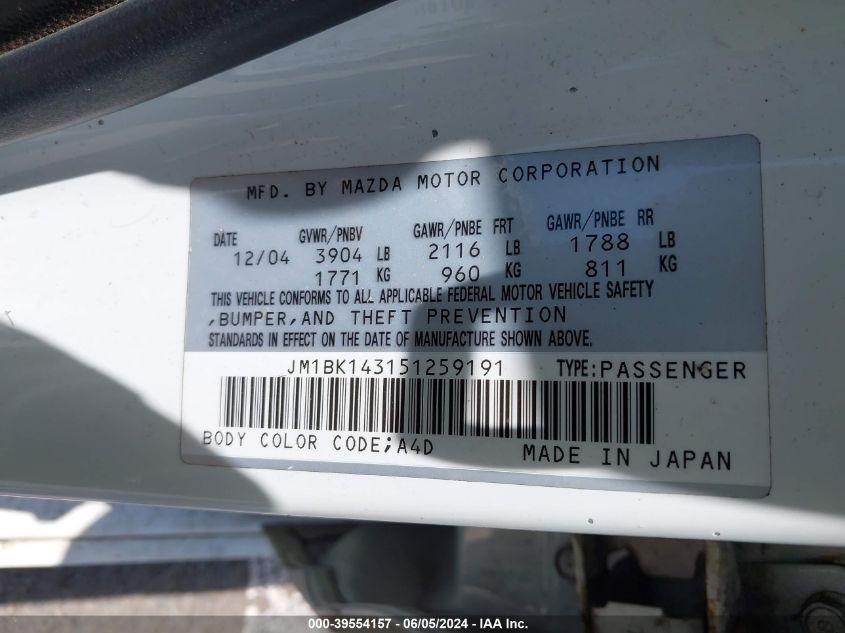 MFD. BY MAZDA MOTOR CORPORATION
DATE GVWR/PNBV GAWR/PNBE FRT GAWR/PNBE RR
12/04 3904 LB 2116 LB 1788 LB
1771 KG 960 KG 811 KG
THIS VEHICLE CONFORMS TO ALL APPLICABLE FEDERAL MOTOR VEHICLE SAFETY
,BUMPER,AND THEFT PREVENTION
STANDARDS IN EFFECT ON THE DATE OF MANUFACTURE SHOWN ABOVE.
JM1BK143151259191 TYPE:PASSENGER
BODY COLOR CODE;A4D
MADE IN JAPAN
000-39554157 - 06/05/2024 - IAA Inc.